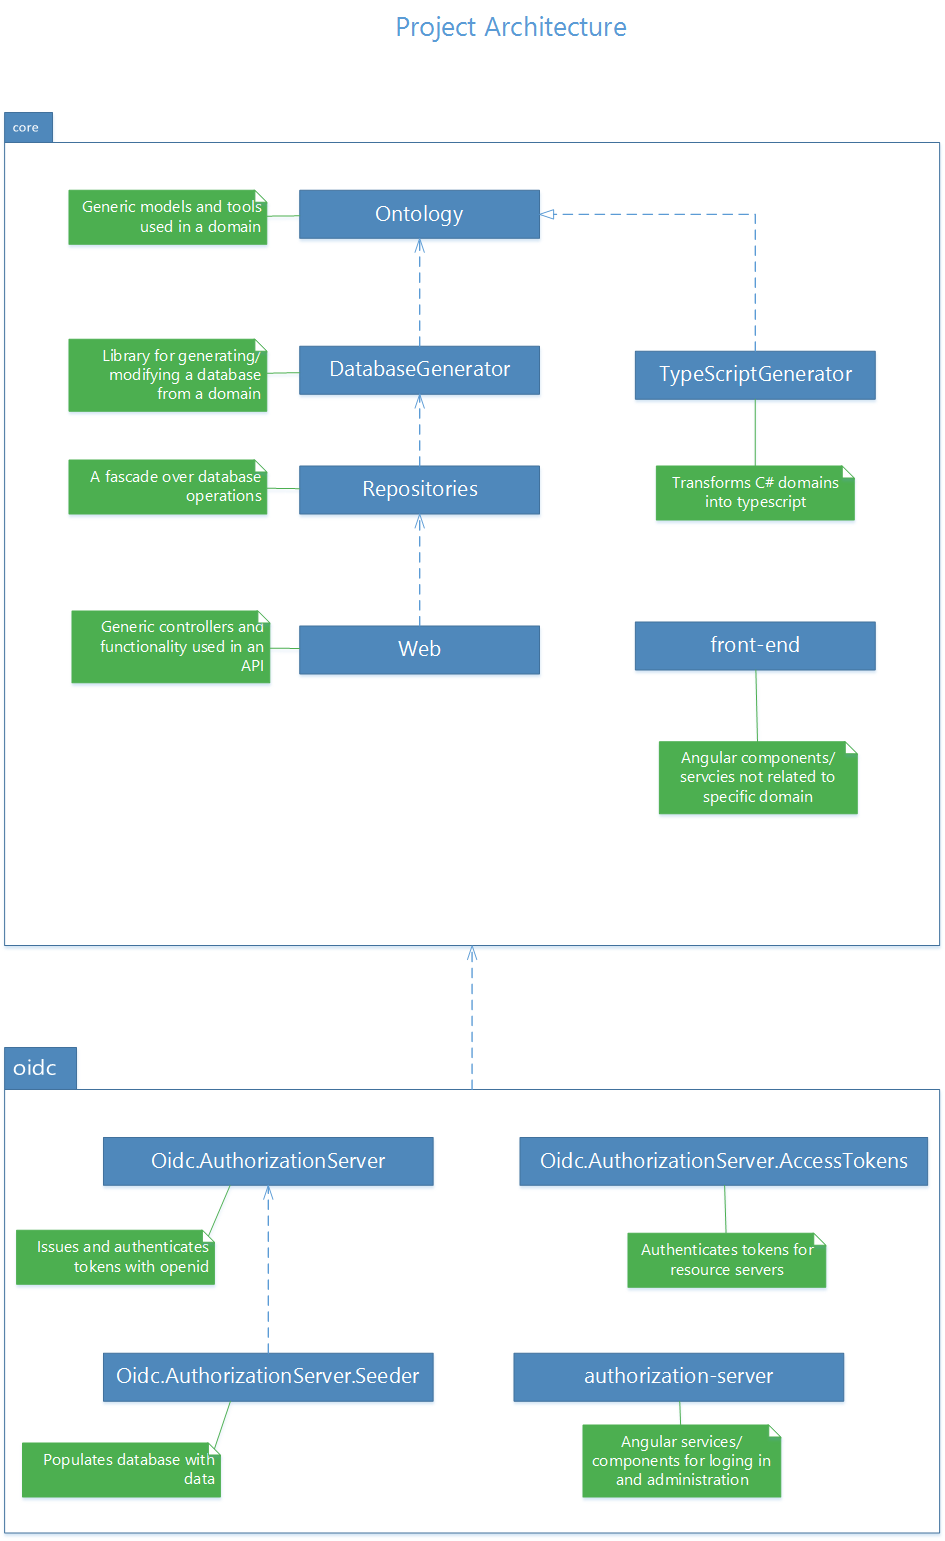 Project Architecture
core
Generic models and tools
used in a domain
Ontology
Library for generating/
modifying a database
from a domain
DatabaseGenerator
TypeScriptGenerator
A fascade over database
operations
Repositories
Transforms C# domains
into typescript
Generic controllers and
functionality used in an
API
Web
front-end
Angular components/
servcies not related to
specific domain
oidc
Oidc.AuthorizationServer
Oidc.AuthorizationServer.AccessTokens
Issues and authenticates
tokens with openid
Authenticates tokens for
resource servers
Oidc.AuthorizationServer.Seeder
authorization-server
Populates database with
data
Angular services/
components for loging in
and administration